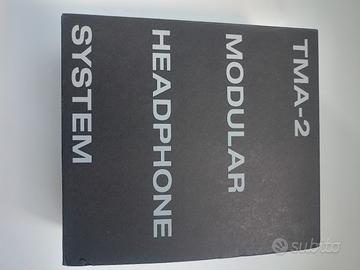 TMA-2
MODULAR
HEADPHONE
SYSTEM
subito